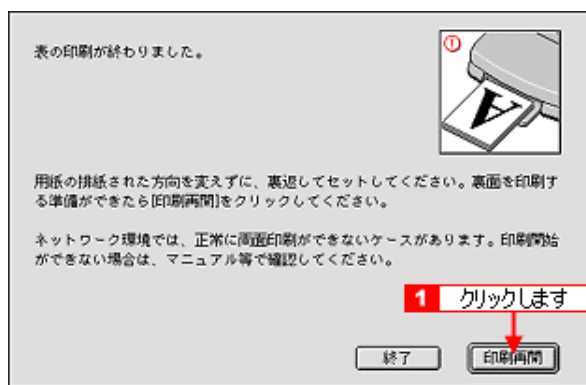 表の印刷が終わりました。
①
A
用紙の排紙された方向を変えずに、裏返してセットしてください。裏面を印刷す
る準備ができたら[印刷再開]をクリックしてください。
ネットワーク環境では、正常に両面印刷ができないケースがあります。印刷開始
ができない場合は、マニュアル等で確認してください。
1 クリックします
終了
印刷再開